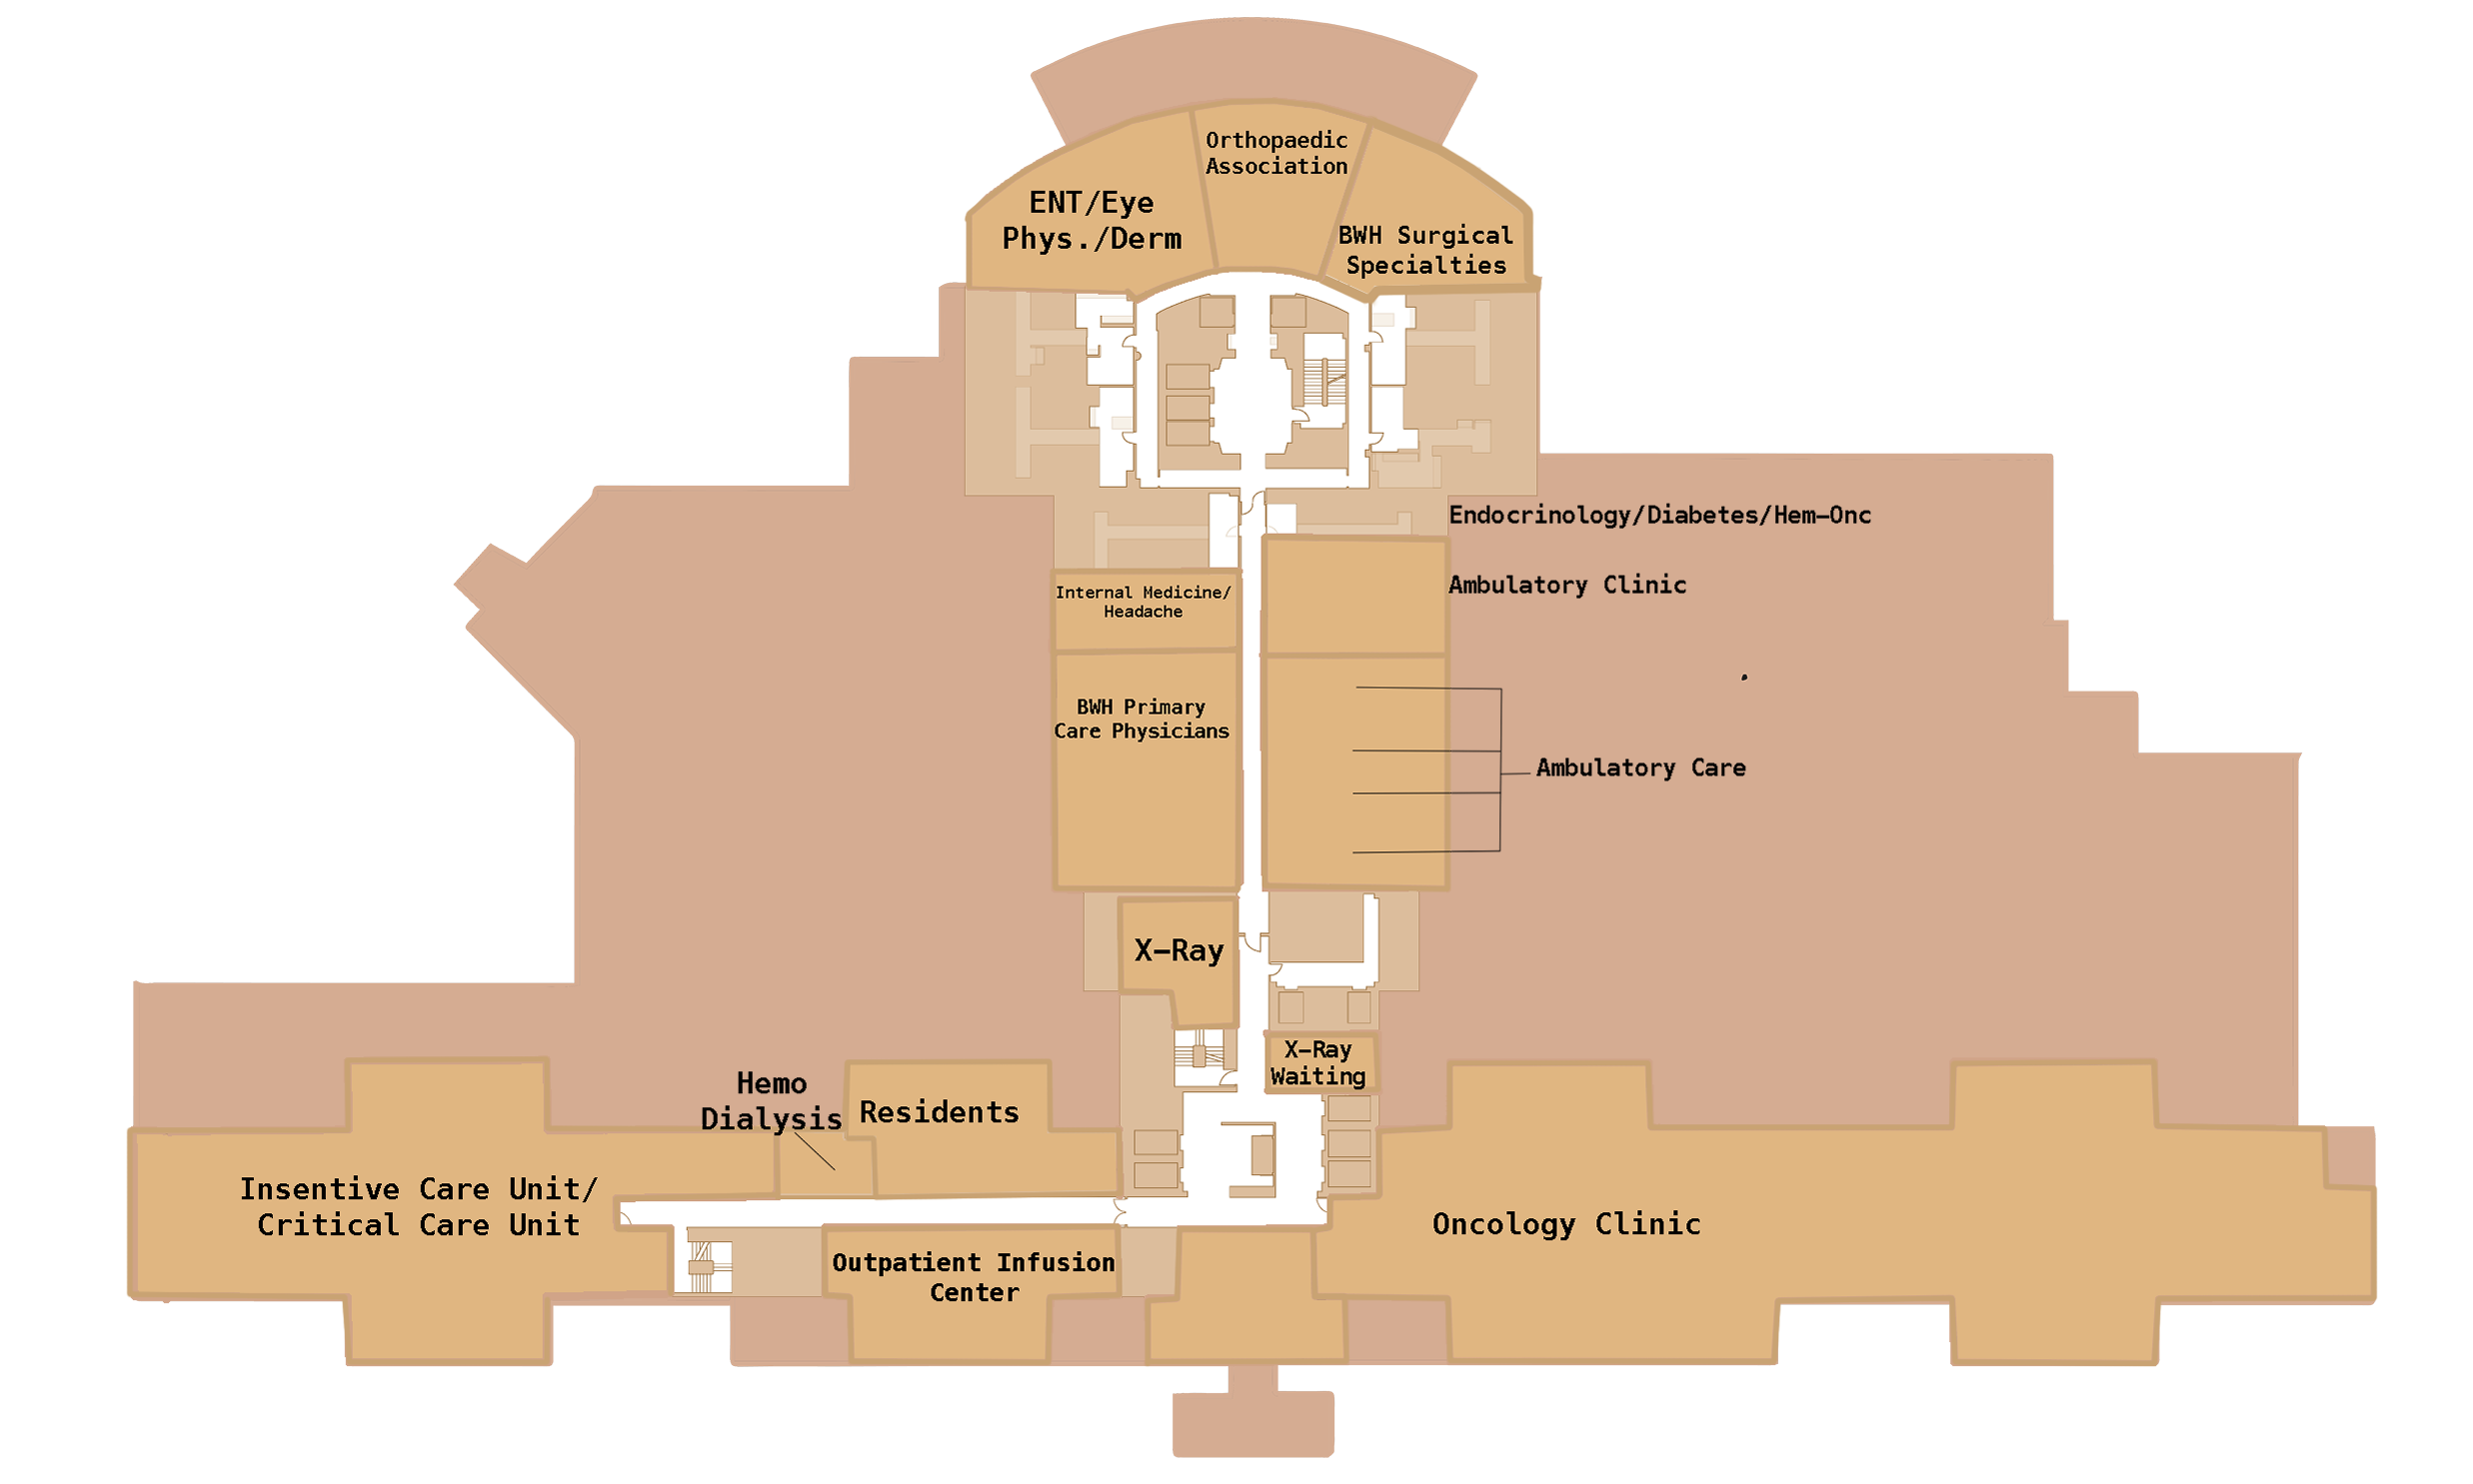 Orthopaedic
Association
ENT/Eye
Phys./Derm
BWH Surgical
Specialties
Endocrinology/Diabetes/Hem-Onc
Ambulatory Clinic
Internal Medicine/
Headache
BWH Primary
Care Physicians
Ambulatory Care
X-Ray
X-Ray
Waiting
Hemo
Dialysis
Residents
Insentive Care Unit/
Critical Care Unit
Oncology Clinic
Outpatient Infusion
Center